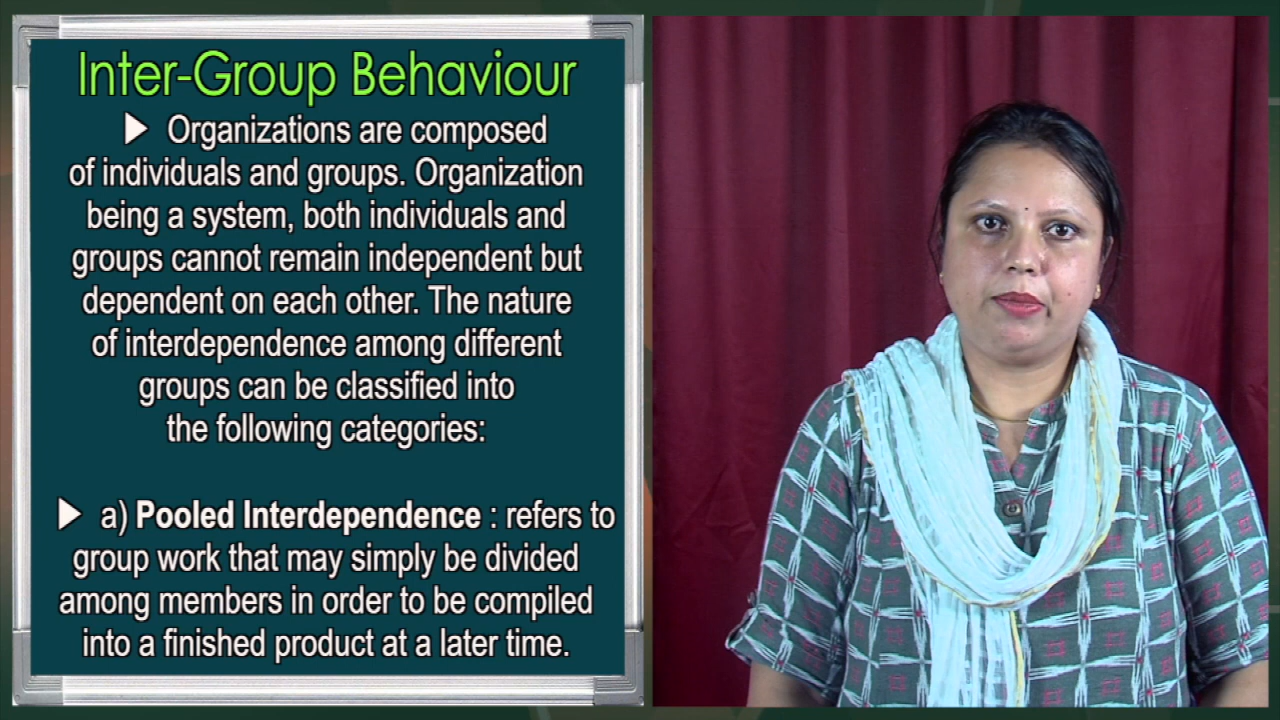 Inter-Group Behaviour
▶ Organizations are composed
of individuals and groups. Organization
being a system, both individuals and
groups cannot remain independent but
dependent on each other. The nature
of interdependence among different
groups can be classified into
the following categories:
▶ a) Pooled Interdependence : refers to
group work that may simply be divided
among members in order to be compiled
into a finished product at a later time.